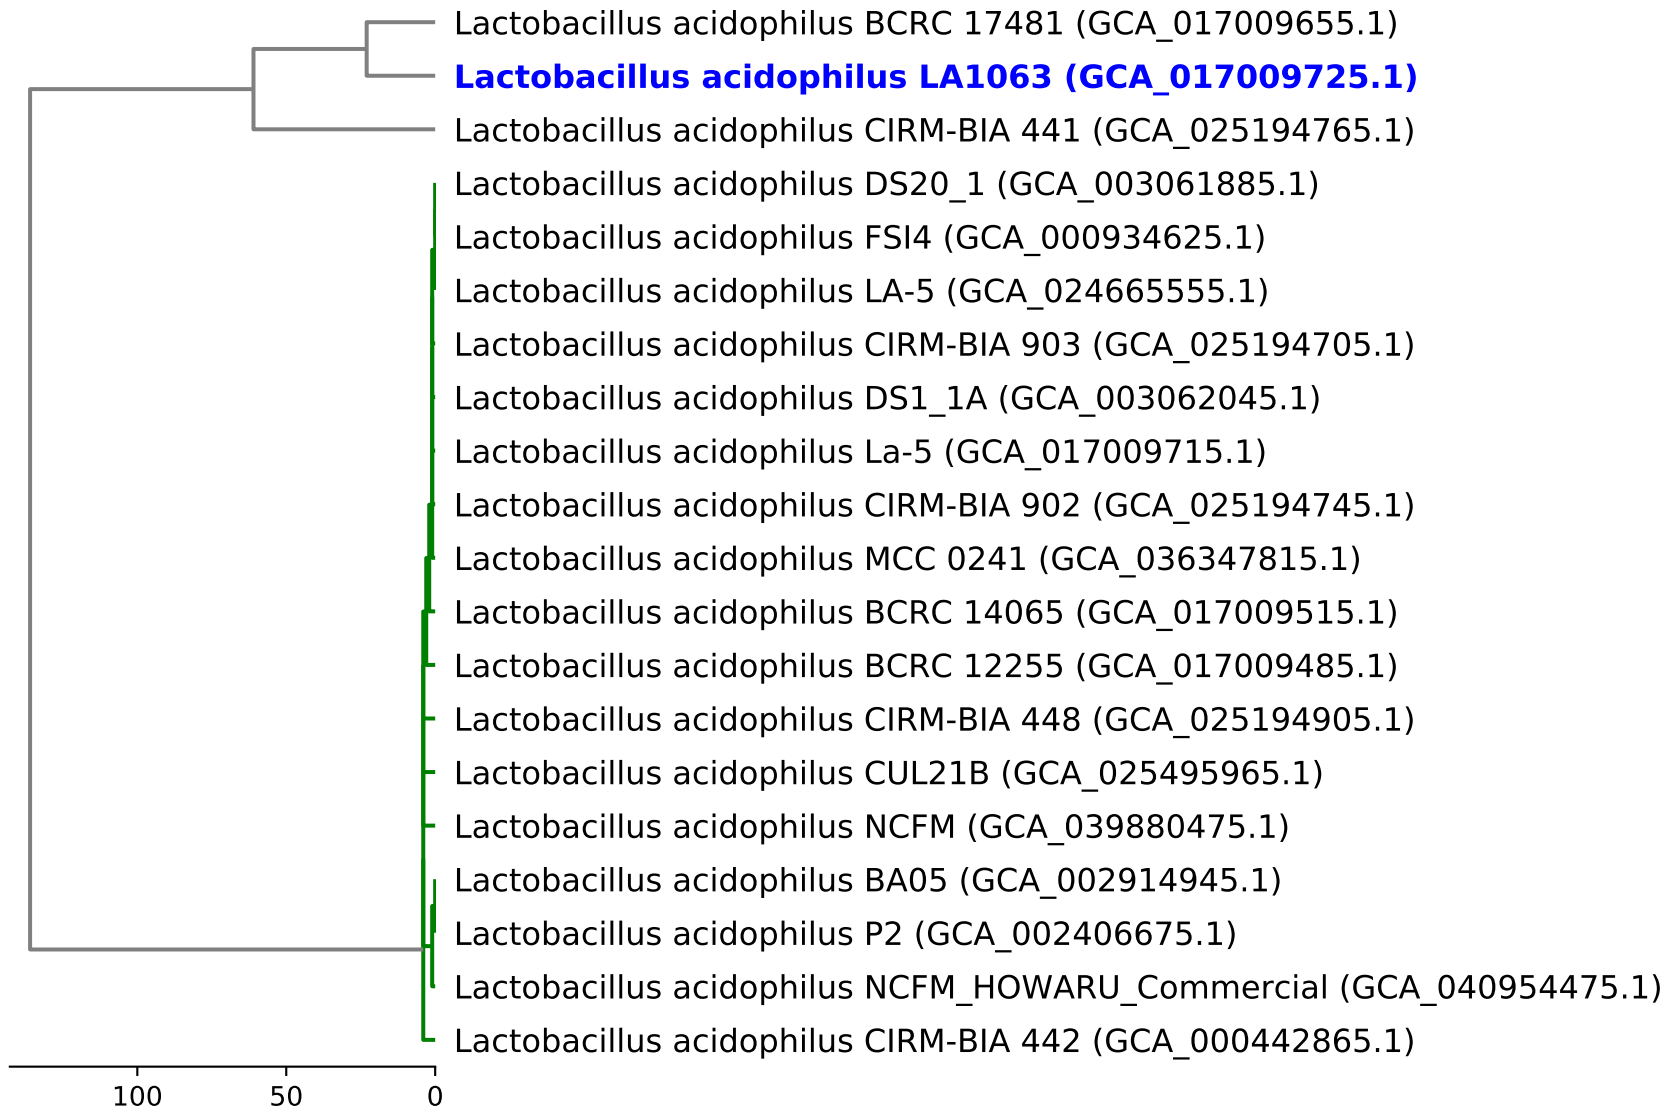 Lactobacillus acidophilus BCRC 17481 (GCA_017009655.1)
Lactobacillus acidophilus LA1063 (GCA_017009725.1)
Lactobacillus acidophilus CIRM-BIA 441 (GCA_025194765.1)
Lactobacillus acidophilus DS20_1 (GCA_003061885.1)
Lactobacillus acidophilus FSI4 (GCA_000934625.1)
Lactobacillus acidophilus LA-5 (GCA_024665555.1)
Lactobacillus acidophilus CIRM-BIA 903 (GCA_025194705.1)
Lactobacillus acidophilus DS1_1A (GCA_003062045.1)
Lactobacillus acidophilus La-5 (GCA_017009715.1)
Lactobacillus acidophilus CIRM-BIA 902 (GCA_025194745.1)
Lactobacillus acidophilus MCC 0241 (GCA_036347815.1)
Lactobacillus acidophilus BCRC 14065 (GCA_017009515.1)
Lactobacillus acidophilus BCRC 12255 (GCA_017009485.1)
Lactobacillus acidophilus CIRM-BIA 448 (GCA_025194905.1)
Lactobacillus acidophilus CUL21B (GCA_025495965.1)
Lactobacillus acidophilus NCFM (GCA_039880475.1)
Lactobacillus acidophilus BA05 (GCA_002914945.1)
Lactobacillus acidophilus P2 (GCA_002406675.1)
Lactobacillus acidophilus NCFM_HOWARU_Commercial (GCA_040954475.1)
Lactobacillus acidophilus CIRM-BIA 442 (GCA_000442865.1)
100 50 0